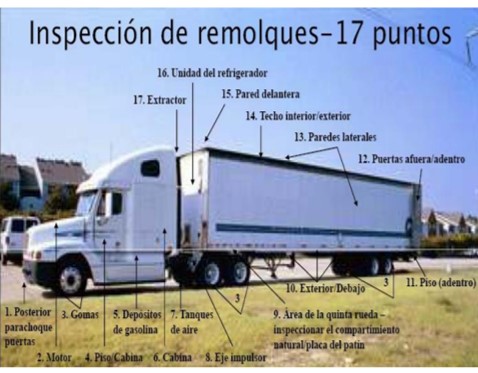 Inspección de remolques-17 puntos
16. Unidad del refrigerador
15. Pared delantera
17. Extractor
14. Techo interior/exterior
13. Paredes laterales
12. Puertas afuera/adentro
11. Piso (adentro)
10. Exterior/Debajo
3
3
1. Posterior
parachoque
puertas
3. Gomas
5. Depósitos
de gasolina
7. Tanques
de aire
9. Área de la quinta rueda –
inspeccionar el compartimiento
natural/placa del patín
2. Motor
4. Piso/Cabina
6. Cabina
8. Eje impulsor